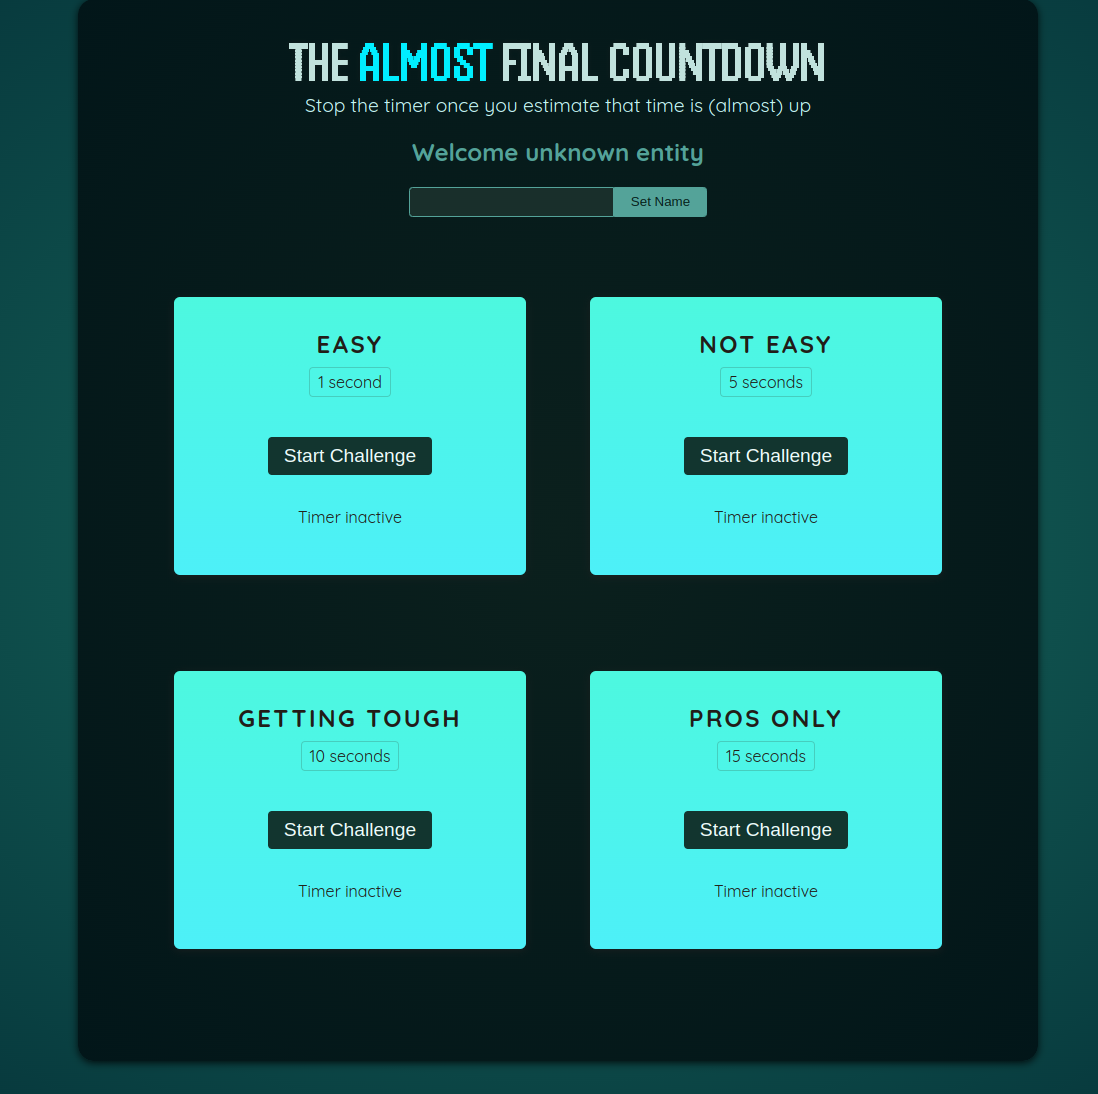 THE ALMOST FINAL COUNTDOWN
Stop the timer once you estimate that time is (almost) up
Welcome unknown entity
Set Name
EASY
1 second
Start Challenge
Timer inactive
NOT EASY
5 seconds
Start Challenge
Timer inactive
GETTING TOUGH
10 seconds
Start Challenge
Timer inactive
PROS ONLY
15 seconds
Start Challenge
Timer inactive